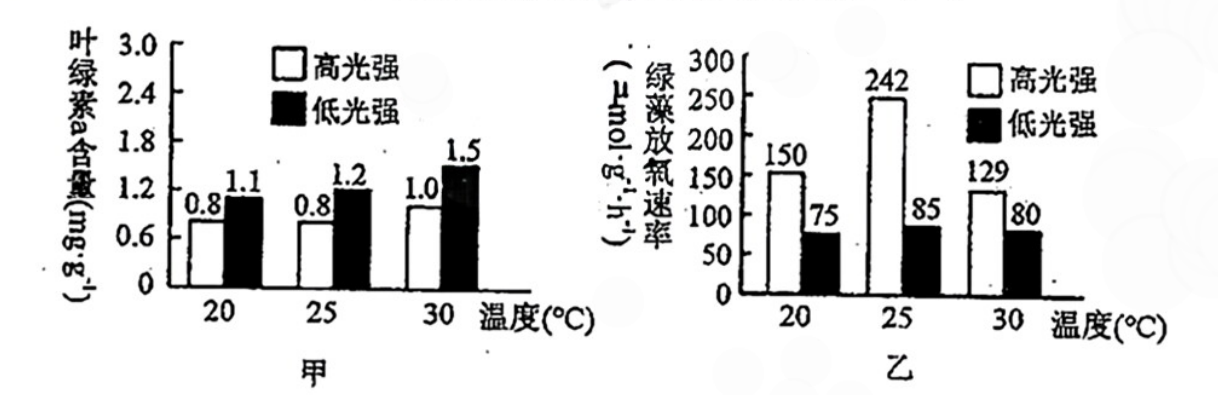 叶绿素a含量(mg·g⁻¹)
3.0
2.4
1.8
1.2
0.6
0
高光强
低光强
0.8
1.1
0.8
1.2
1.0
1.5
20
25
30
温度(℃)
甲
绿藻放氧速率
(μmol·g⁻¹·h⁻¹)
300
250
200
150
100
50
0
高光强
低光强
150
75
242
85
129
80
20
25
30
温度(℃)
乙